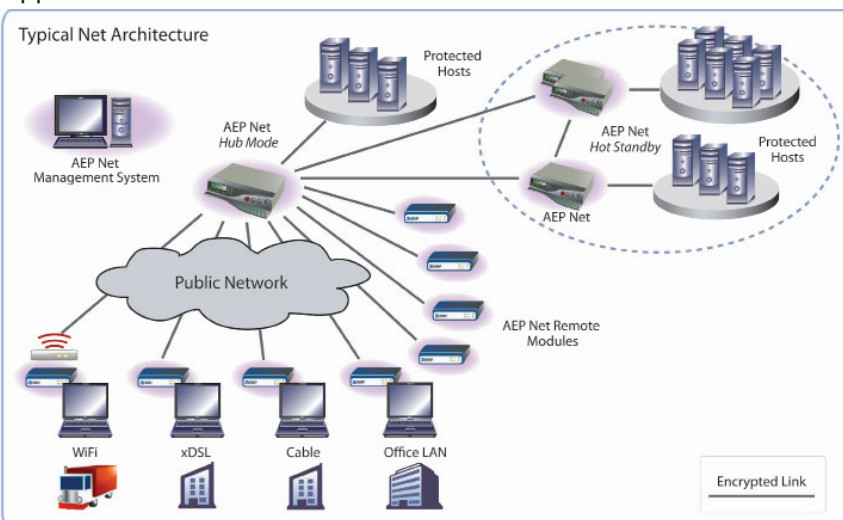 Typical Net Architecture
Protected
Hosts
AEP Net
Management System
AEP Net
Hub Mode
AEP Net
Hot Standby
Protected
Hosts
AEP Net
Public Network
AEP Net Remote
Modules
WiFi
xDSL
Cable
Office LAN
Encrypted Link